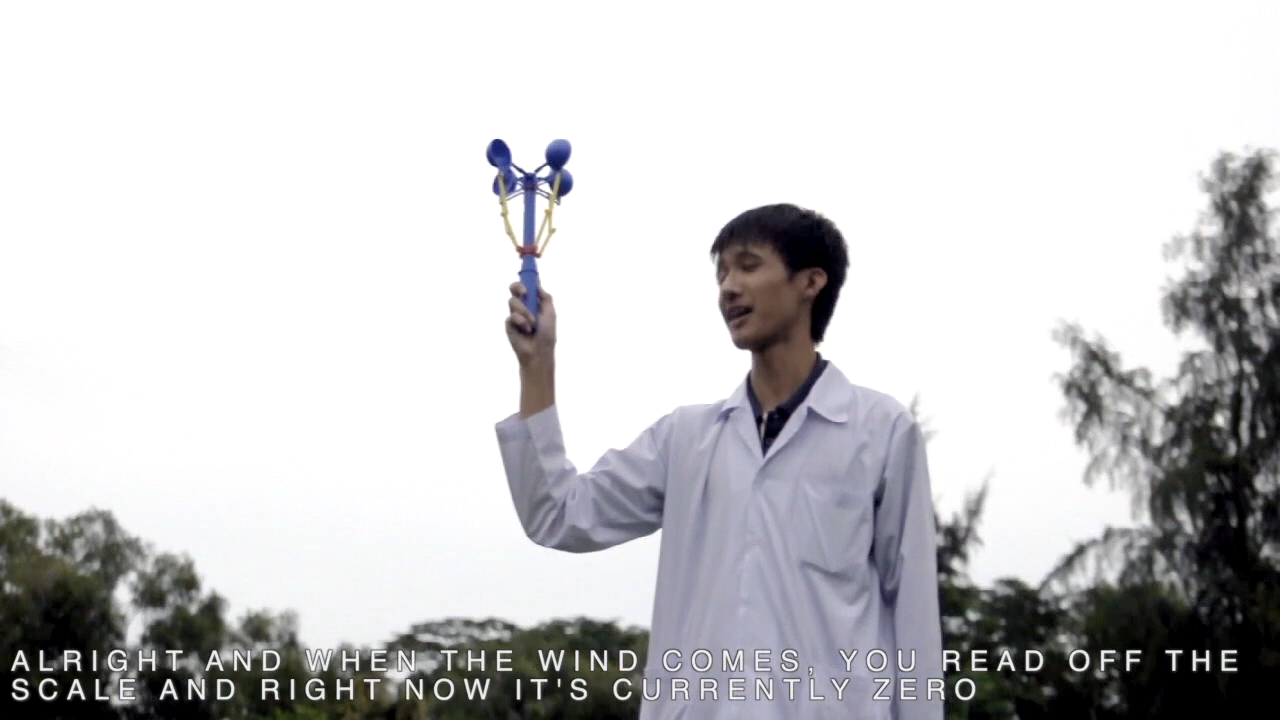 ALRIGHT AND WHEN THE WIND COMES, YOU READ OFF THE
SCALE AND RIGHT NOW IT'S CURRENTLY ZERO